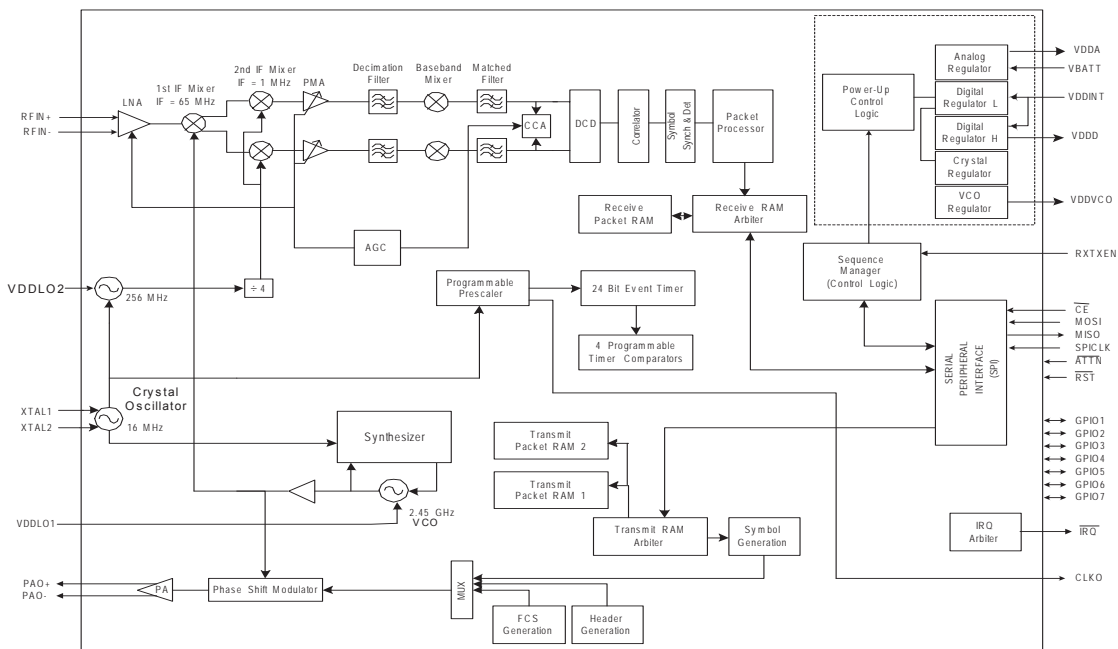 Analog
Regulator
Digital
Regulator L
Digital
Regulator H
Crystal
Regulator
VCO
Regulator
Power-Up
Control
Logic
VDDA
VBATT
VDDINT
VDDD
VDDVCO
RFIN+
RFIN-
LNA
1st IF Mixer
IF = 65 MHz
2nd IF Mixer
IF = 1 MHz
PMA
Decimation
Filter
Baseband
Mixer
Matched
Filter
CCA
DCD
Correlator
Symbol
Synch & Det
Packet
Processor
Receive
Packet RAM
Receive RAM
Arbiter
AGC
Sequence
Manager
(Control Logic)
RXTXEN
VDDLO2
256 MHz
÷ 4
Programmable
Prescaler
24 Bit Event Timer
4 Programmable
Timer Comparators
SERIAL
PERIPHERAL
INTERFACE
(SPI)
CE
MOSI
MISO
SPICLK
ATTN
RST
Crystal
Oscillator
XTAL1
XTAL2
16 MHz
Synthesizer
Transmit
Packet RAM 2
Transmit
Packet RAM 1
GPIO1
GPIO2
GPIO3
GPIO4
GPIO5
GPIO6
GPIO7
2.45 GHz
VCO
VDDLO1
Transmit RAM
Arbiter
Symbol
Generation
IRQ
Arbiter
IRQ
PAO+
PAO-
PA
Phase Shift Modulator
MUX
FCS
Generation
Header
Generation
CLKO